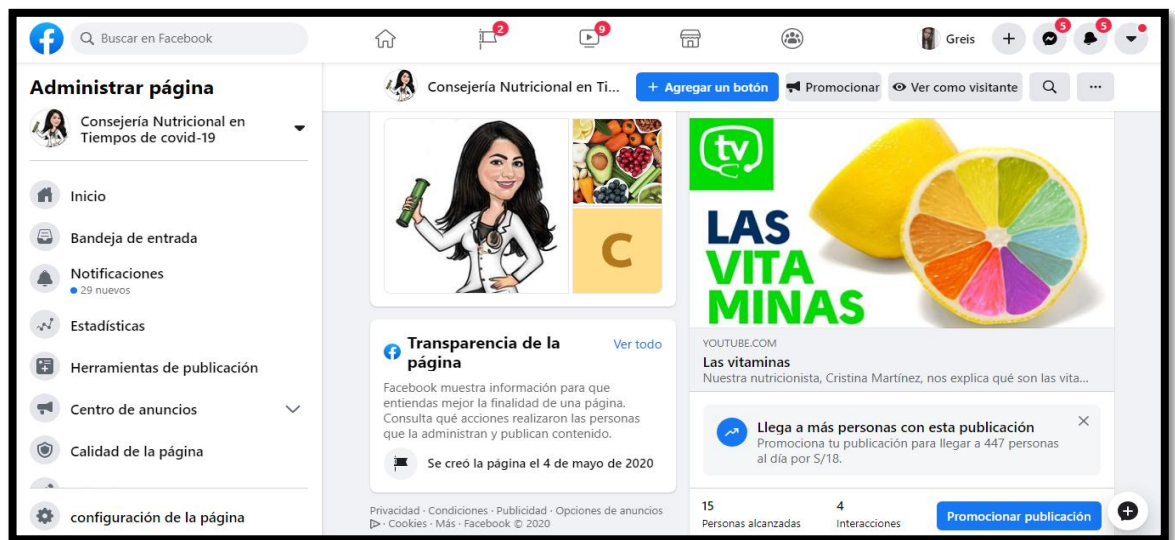 Buscar en Facebook
2
9
Greis
5
5
Administrar página
Consejería Nutricional en
Tiempos de covid-19
Inicio
Bandeja de entrada
Notificaciones
29 nuevos
Estadísticas
Herramientas de publicación
Centro de anuncios
Calidad de la página
configuración de la página
Consejería Nutricional en Ti...
+ Agregar un botón
Promocionar
Ver como visitante
...
C
Transparencia de la
página
Ver todo
Facebook muestra información para que
entiendas mejor la finalidad de una página.
Consulta qué acciones realizaron las personas
que la administran y publican contenido.
Se creó la página el 4 de mayo de 2020
Privacidad · Condiciones · Publicidad · Opciones de anuncios
· Cookies · Más · Facebook © 2020
tv
LAS
VITA
MINAS
YOUTUBE.COM
Las vitaminas
Nuestra nutricionista, Cristina Martínez, nos explica qué son las vita...
Llega a más personas con esta publicación
Promociona tu publicación para llegar a 447 personas
al día por S/18.
15
Personas alcanzadas
4
Interacciones
Promocionar publicación